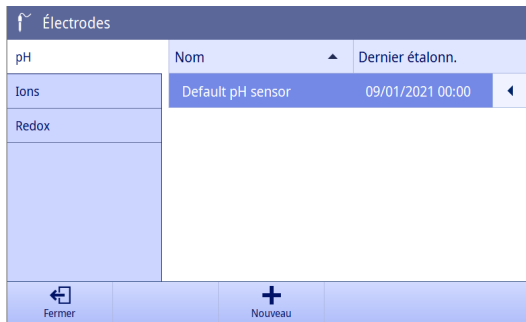 Électrodes
pH
Nom
Dernier étalonn.
Ions
Default pH sensor
09/01/2021 00:00
Redox
Fermer
Nouveau